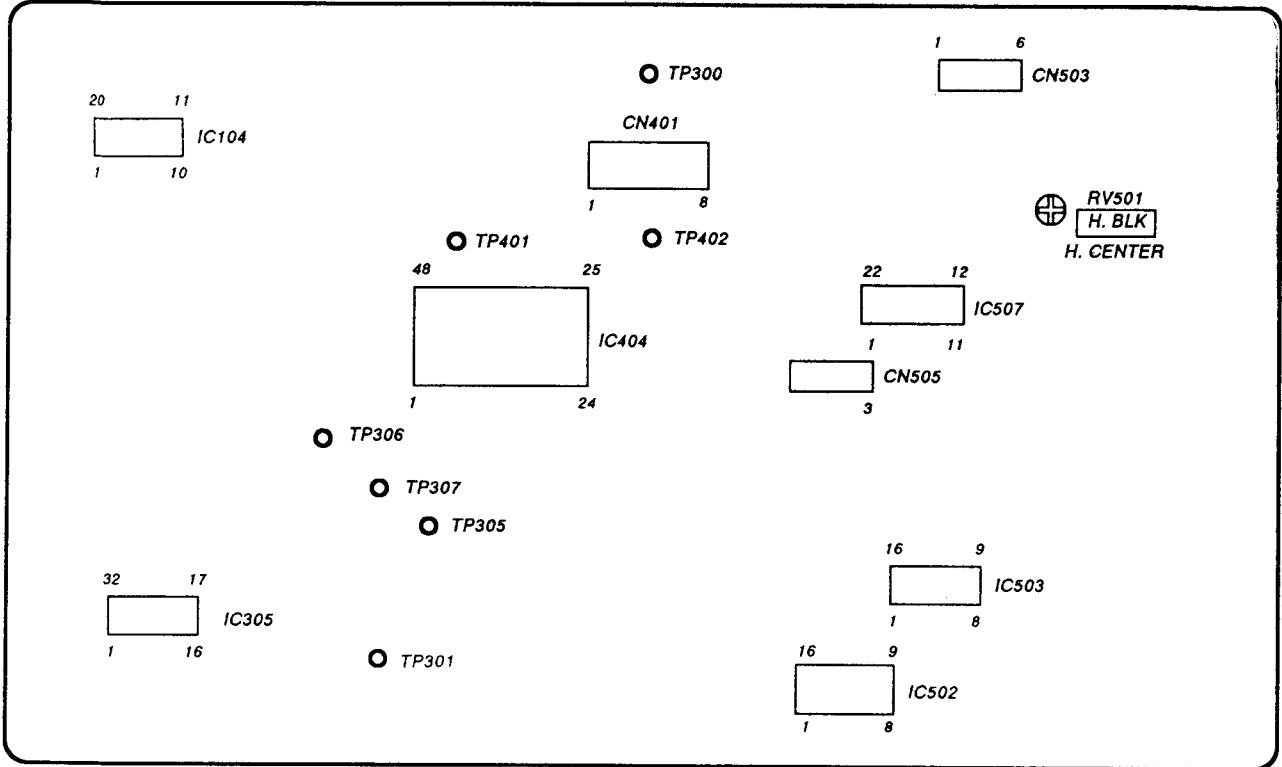 1 6
CN503
TP300
20 11
IC104
1 10
CN401
1 8
RV501
H. BLK
H. CENTER
TP401
TP402
48 25
IC404
1 24
22 12
IC507
1 11
CN505
3
TP306
TP307
TP305
16 9
IC503
1 8
32 17
IC305
1 16
TP301
16 9
IC502
1 8